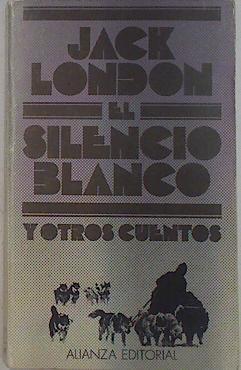 JACK
LONDON
EL
SILENCIO
BLANCO
Y OTROS CUENTOS
ALIANZA EDITORIAL